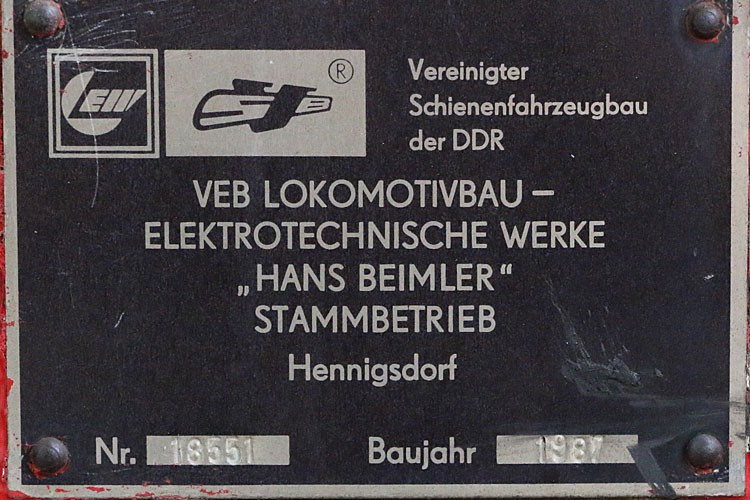 LEW
®
Vereinigter
Schienenfahrzeugbau
der DDR
VEB LOKOMOTIVBAU –
ELEKTROTECHNISCHE WERKE
„HANS BEIMLER“
STAMMBETRIEB
Hennigsdorf
Nr. 18551 Baujahr 1987